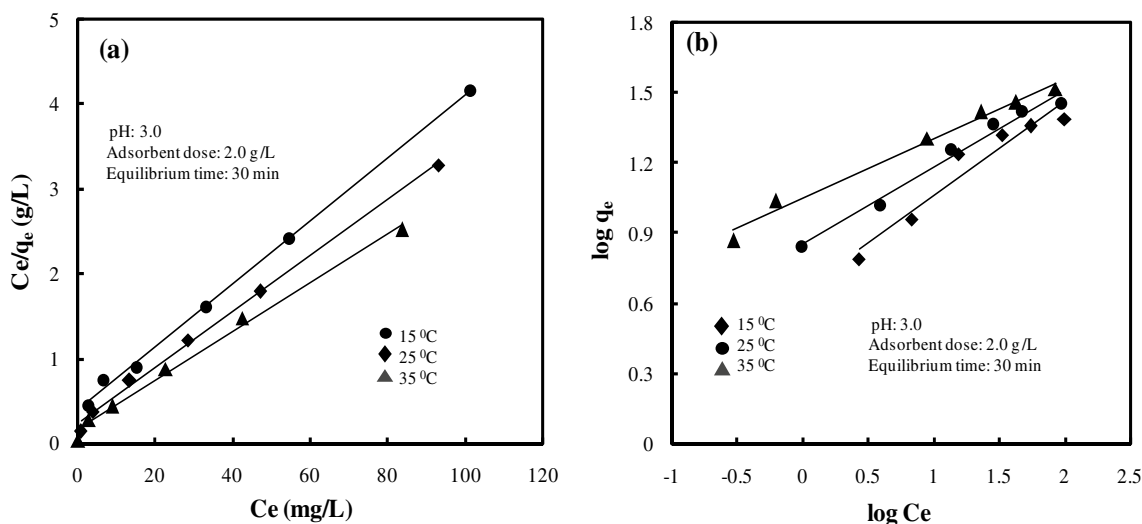 (a)
pH: 3.0
Adsorbent dose: 2.0 g/L
Equilibrium time: 30 min
15 ⁰C
25 ⁰C
35 ⁰C
5
4
3
2
1
0
0 20 40 60 80 100 120
Ce/qₑ (g/L)
Ce (mg/L)
(b)
15 ⁰C
25 ⁰C
35 ⁰C
pH: 3.0
Adsorbent dose: 2.0 g/L
Equilibrium time: 30 min
1.8
1.5
1.2
0.9
0.6
0.3
0
-1 -0.5 0 0.5 1 1.5 2 2.5
log qₑ
log Ce